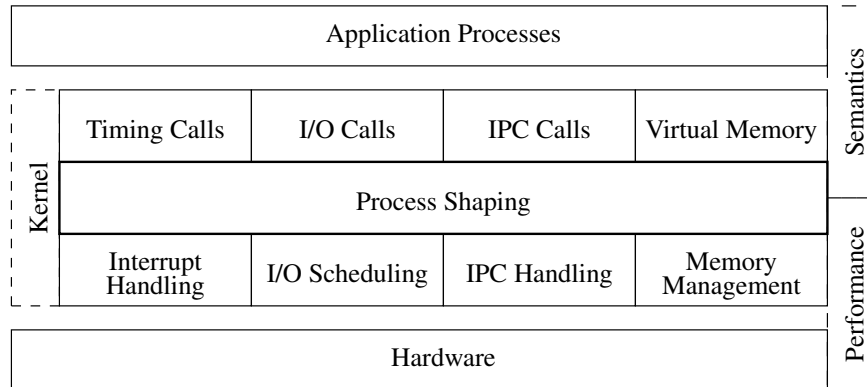 Application Processes
Semantics
Kernel
Timing Calls
I/O Calls
IPC Calls
Virtual Memory
Process Shaping
Interrupt
Handling
I/O Scheduling
IPC Handling
Memory
Management
Performance
Hardware